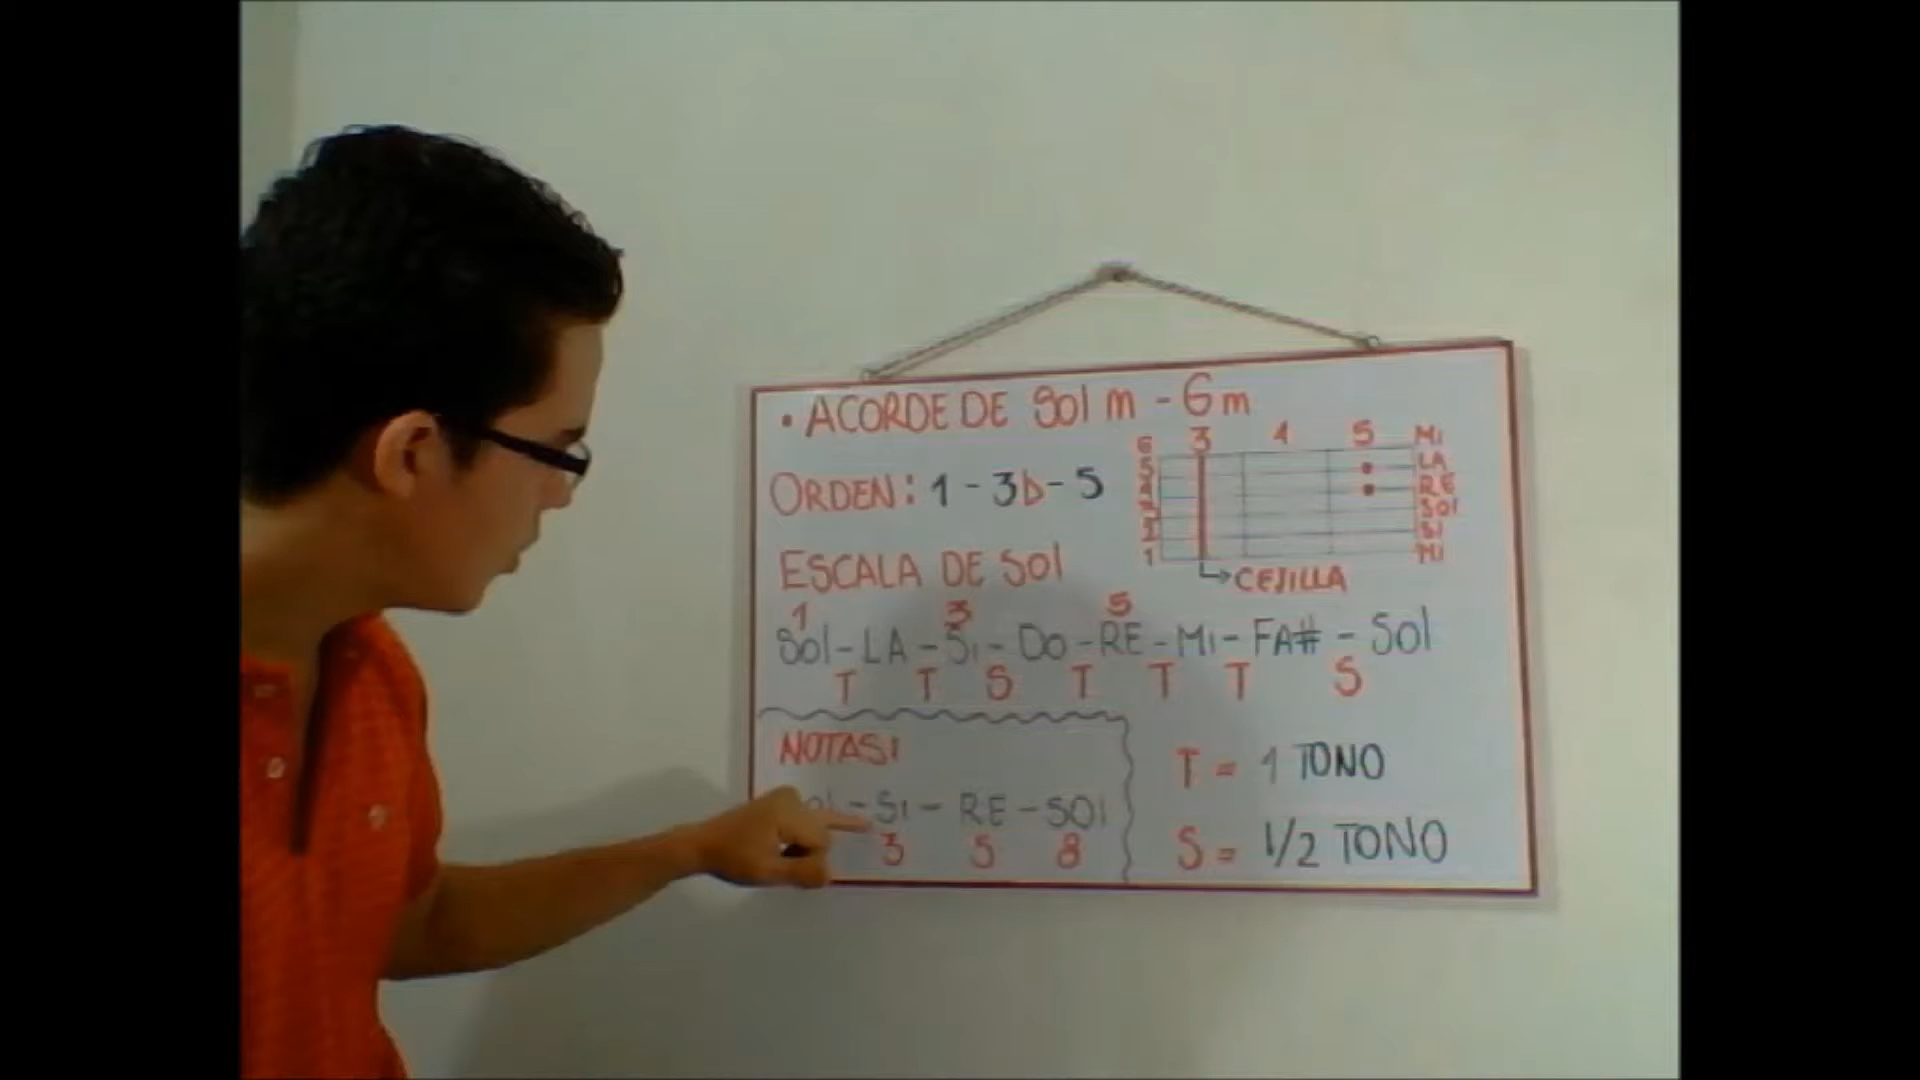 • ACORDE DE Sol m - Gm
ORDEN: 1 - 3b - 5
6 3 4 5 MI
5 LA
4 RE
3 SOl
2 SI
1 MI
CEJILLA
ESCALA DE Sol
1 3 5
Sol - LA - Si - Do - RE - Mi - FA# - Sol
T T S T T T S
NOTAS:
Si - RE - SOl
3 5 8
T = 1 TONO
S = 1/2 TONO